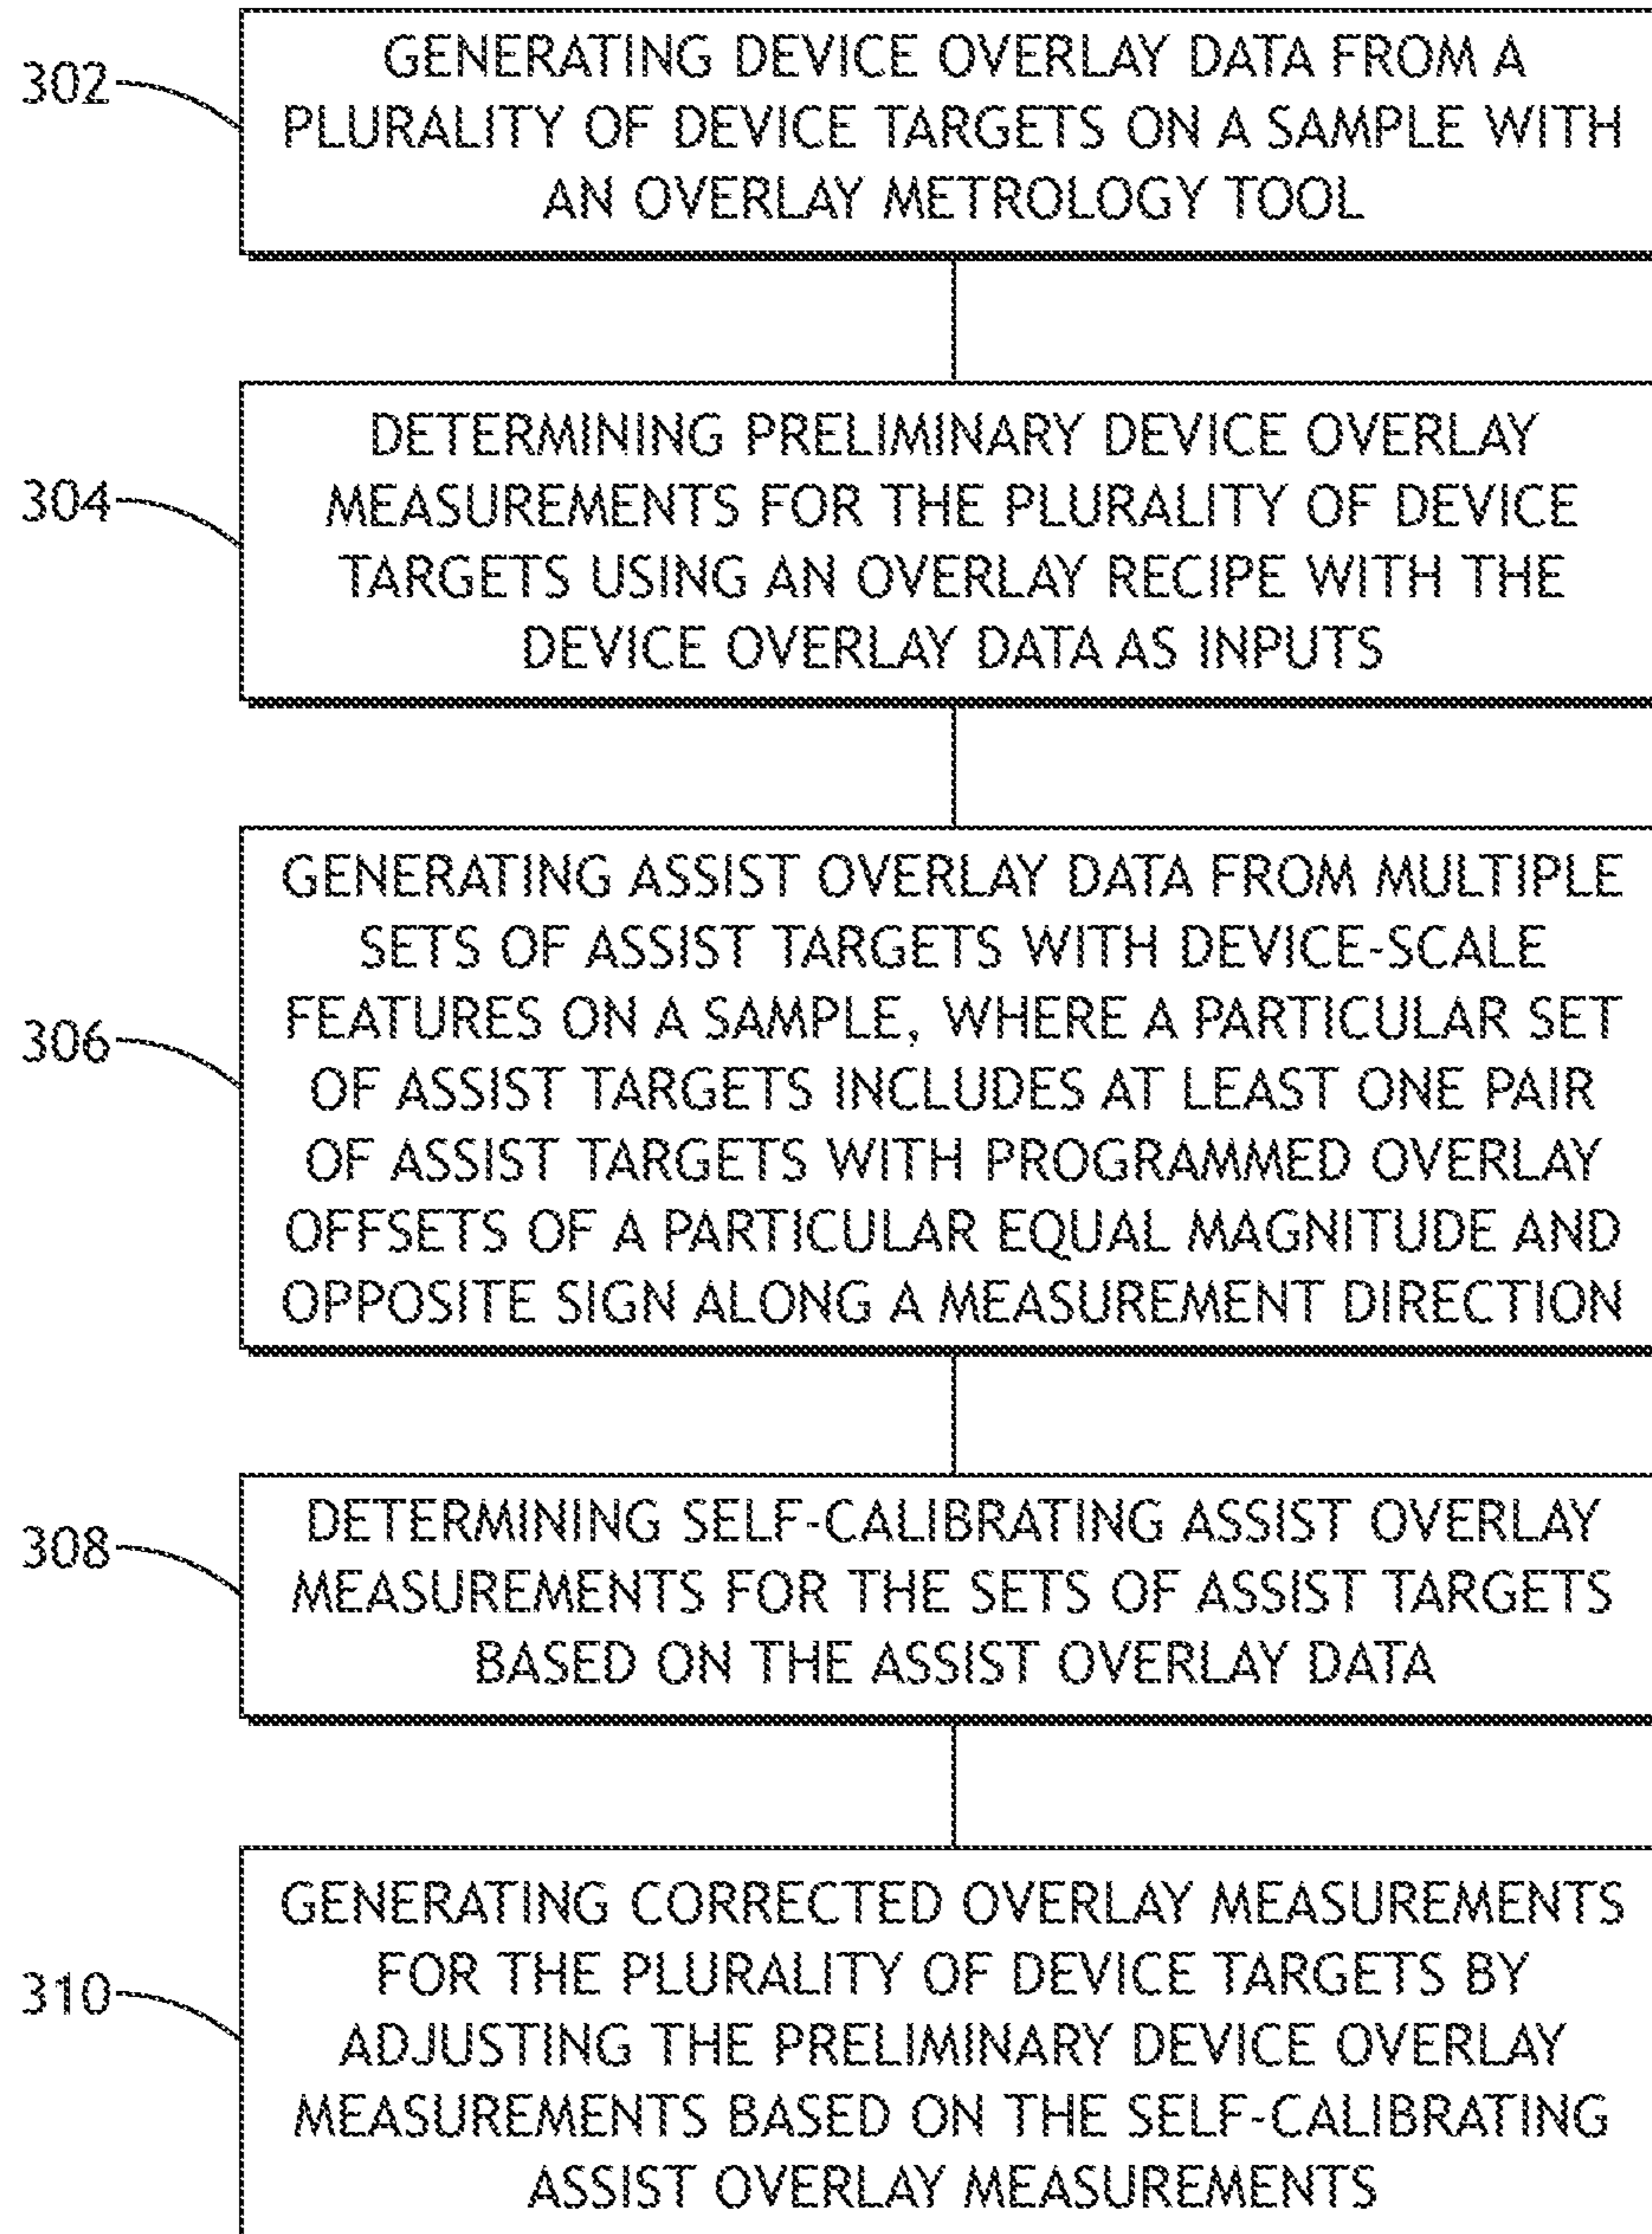 302
GENERATING DEVICE OVERLAY DATA FROM A
PLURALITY OF DEVICE TARGETS ON A SAMPLE WITH
AN OVERLAY METROLOGY TOOL
304
DETERMINING PRELIMINARY DEVICE OVERLAY
MEASUREMENTS FOR THE PLURALITY OF DEVICE
TARGETS USING AN OVERLAY RECIPE WITH THE
DEVICE OVERLAY DATA AS INPUTS
306
GENERATING ASSIST OVERLAY DATA FROM MULTIPLE
SETS OF ASSIST TARGETS WITH DEVICE-SCALE
FEATURES ON A SAMPLE, WHERE A PARTICULAR SET
OF ASSIST TARGETS INCLUDES AT LEAST ONE PAIR
OF ASSIST TARGETS WITH PROGRAMMED OVERLAY
OFFSETS OF A PARTICULAR EQUAL MAGNITUDE AND
OPPOSITE SIGN ALONG A MEASUREMENT DIRECTION
308
DETERMINING SELF-CALIBRATING ASSIST OVERLAY
MEASUREMENTS FOR THE SETS OF ASSIST TARGETS
BASED ON THE ASSIST OVERLAY DATA
310
GENERATING CORRECTED OVERLAY MEASUREMENTS
FOR THE PLURALITY OF DEVICE TARGETS BY
ADJUSTING THE PRELIMINARY DEVICE OVERLAY
MEASUREMENTS BASED ON THE SELF-CALIBRATING
ASSIST OVERLAY MEASUREMENTS